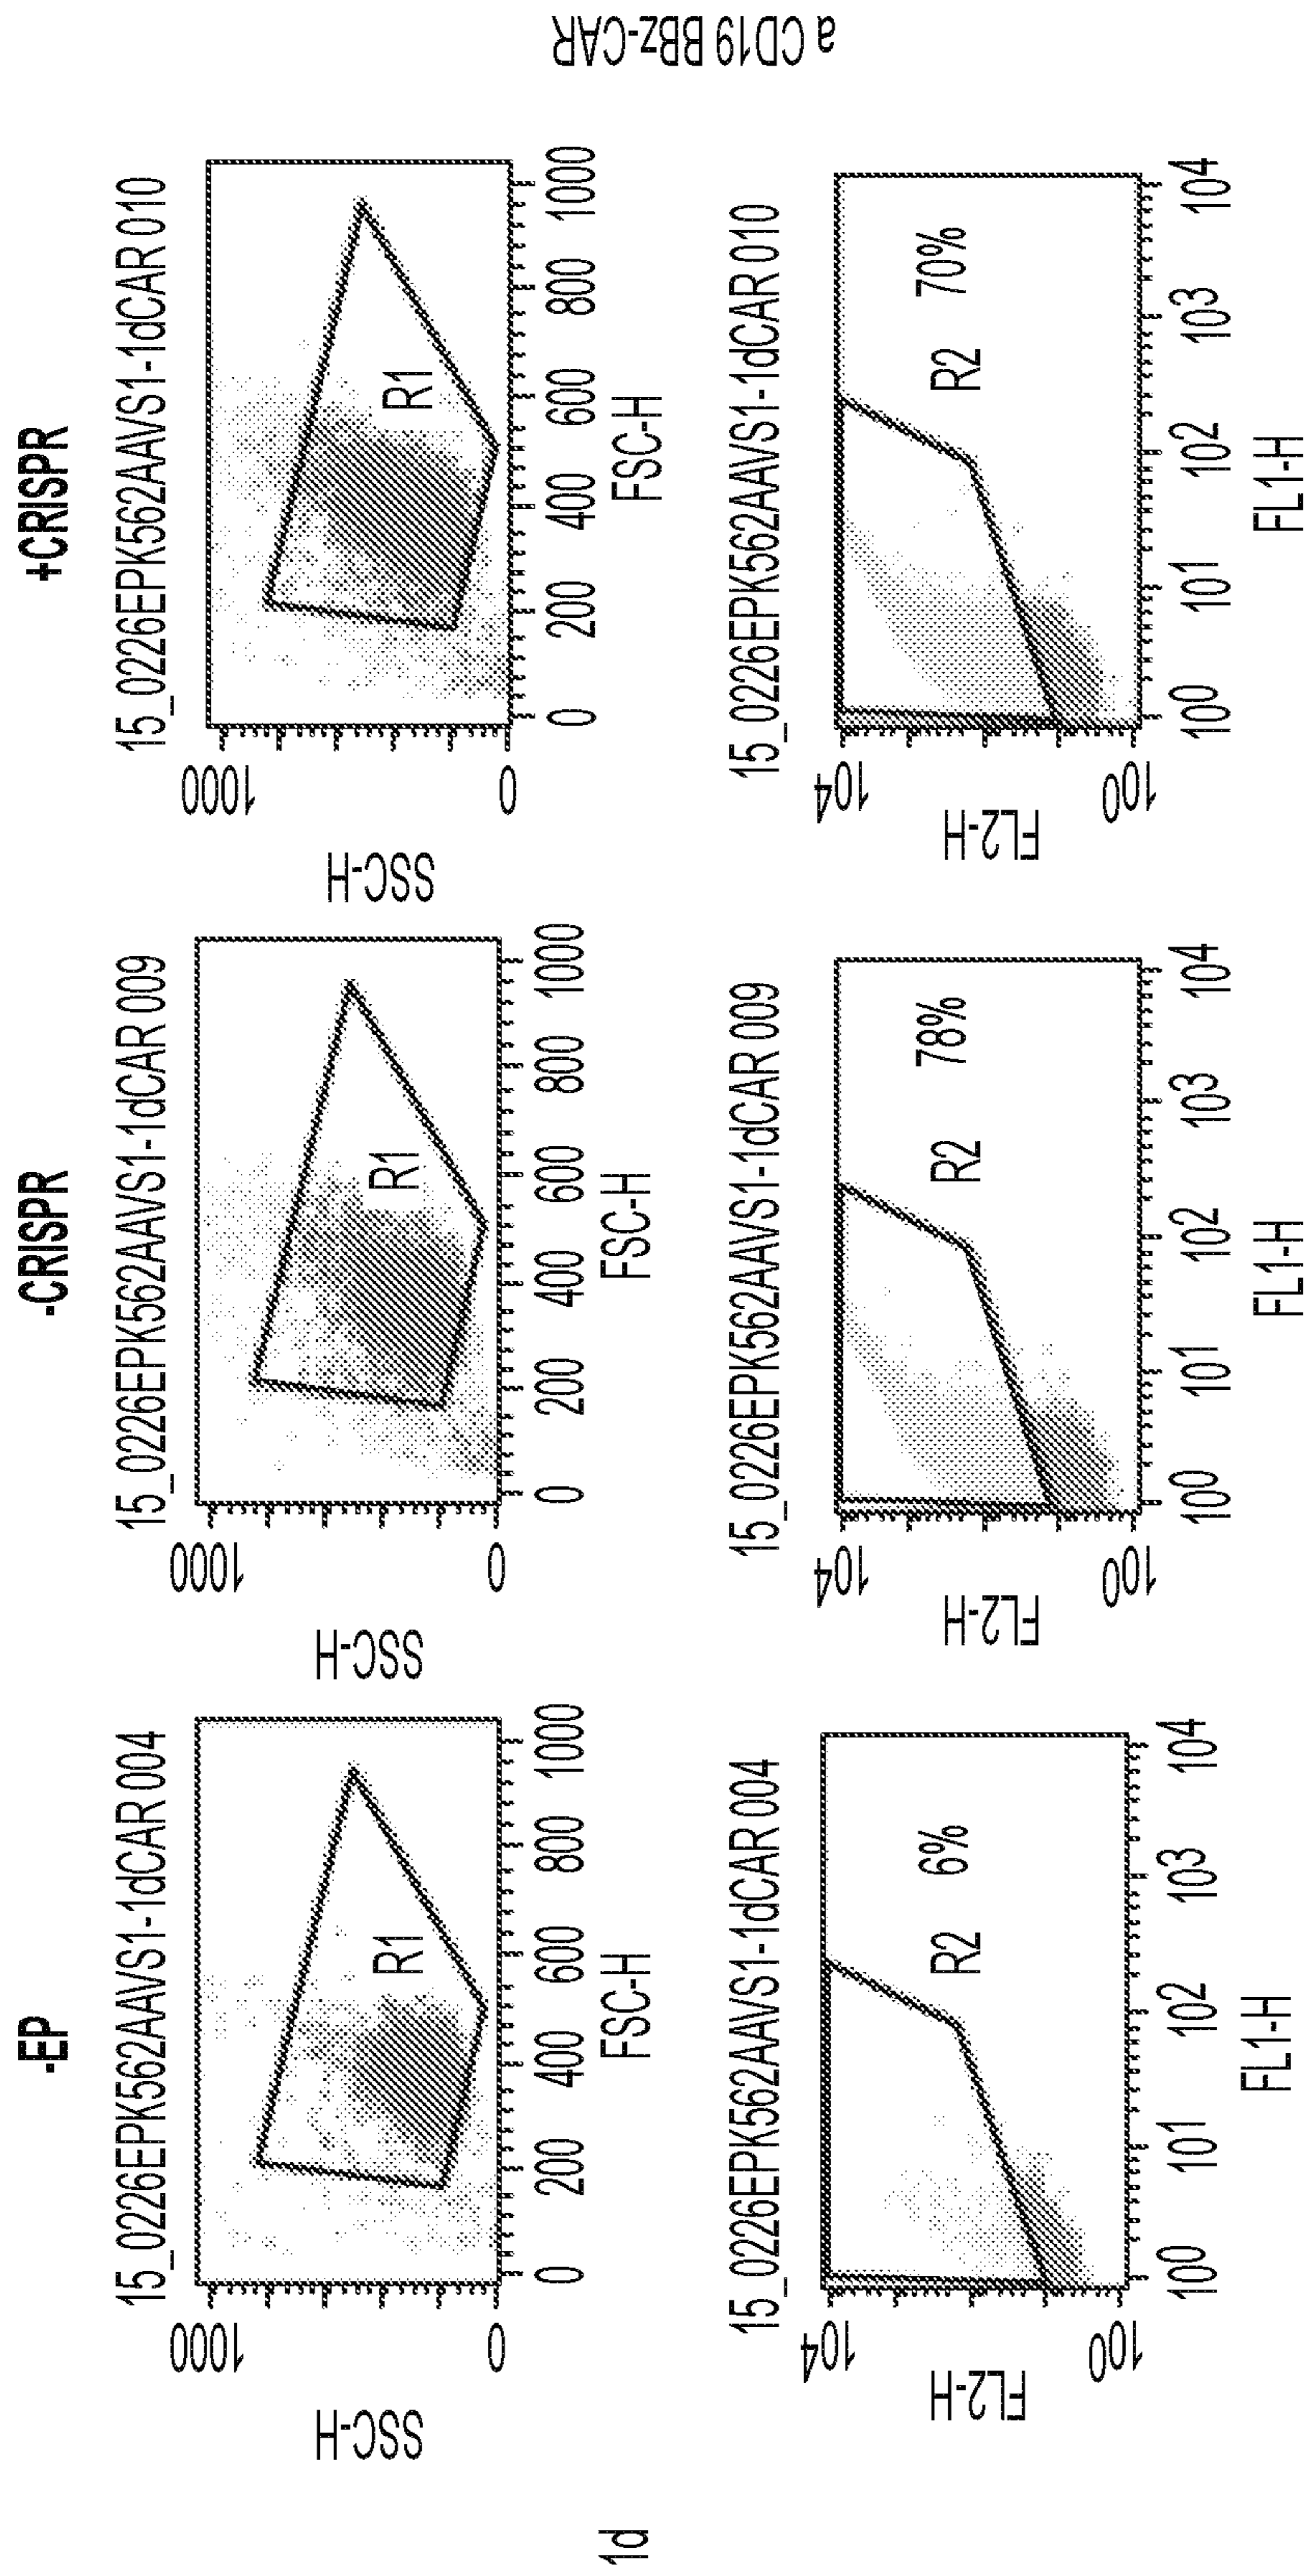 -EP
-CRISPR
+CRISPR
15_0226EPK562AAVS1-1dCAR 004
15_0226EPK562AAVS1-1dCAR 009
15_0226EPK562AAVS1-1dCAR 010
1000
SSC-H
R1
0
0 200 400 600 800 1000
FSC-H
1000
SSC-H
R1
0
0 200 400 600 800 1000
FSC-H
1000
SSC-H
R1
0
0 200 400 600 800 1000
FSC-H
1d
a CD19 BBz-CAR
15_0226EPK562AAVS1-1dCAR 004
15_0226EPK562AAVS1-1dCAR 009
15_0226EPK562AAVS1-1dCAR 010
10⁴
FL2-H
R2 6%
10⁰
10⁰ 10¹ 10² 10³ 10⁴
FL1-H
10⁴
FL2-H
R2 78%
10⁰
10⁰ 10¹ 10² 10³ 10⁴
FL1-H
10⁴
FL2-H
R2 70%
10⁰
10⁰ 10¹ 10² 10³ 10⁴
FL1-H